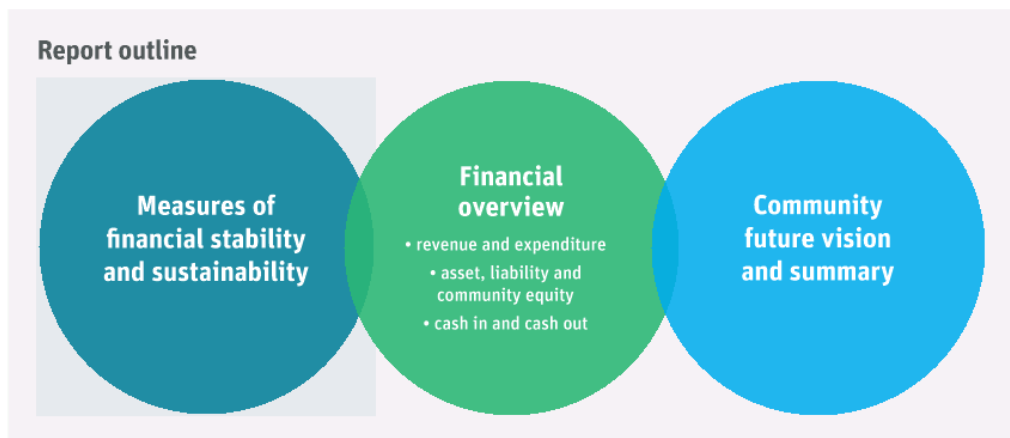 Report outline
Measures of
financial stability
and sustainability
Financial
overview
• revenue and expenditure
• asset, liability and
community equity
• cash in and cash out
Community
future vision
and summary